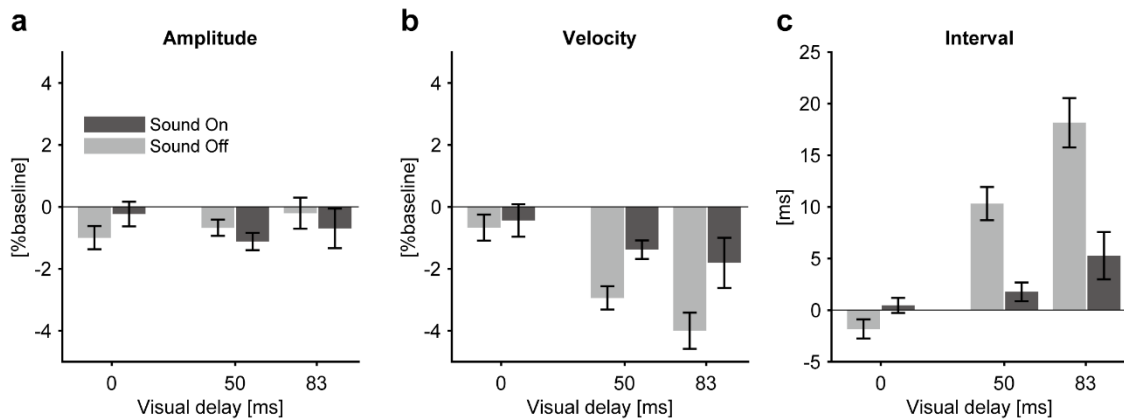 a
Amplitude
4
2
0
-2
-4
[%baseline]
Sound On
Sound Off
0 50 83
Visual delay [ms]
b
Velocity
4
2
0
-2
-4
[%baseline]
0 50 83
Visual delay [ms]
c
Interval
25
20
15
10
5
0
-5
[ms]
0 50 83
Visual delay [ms]